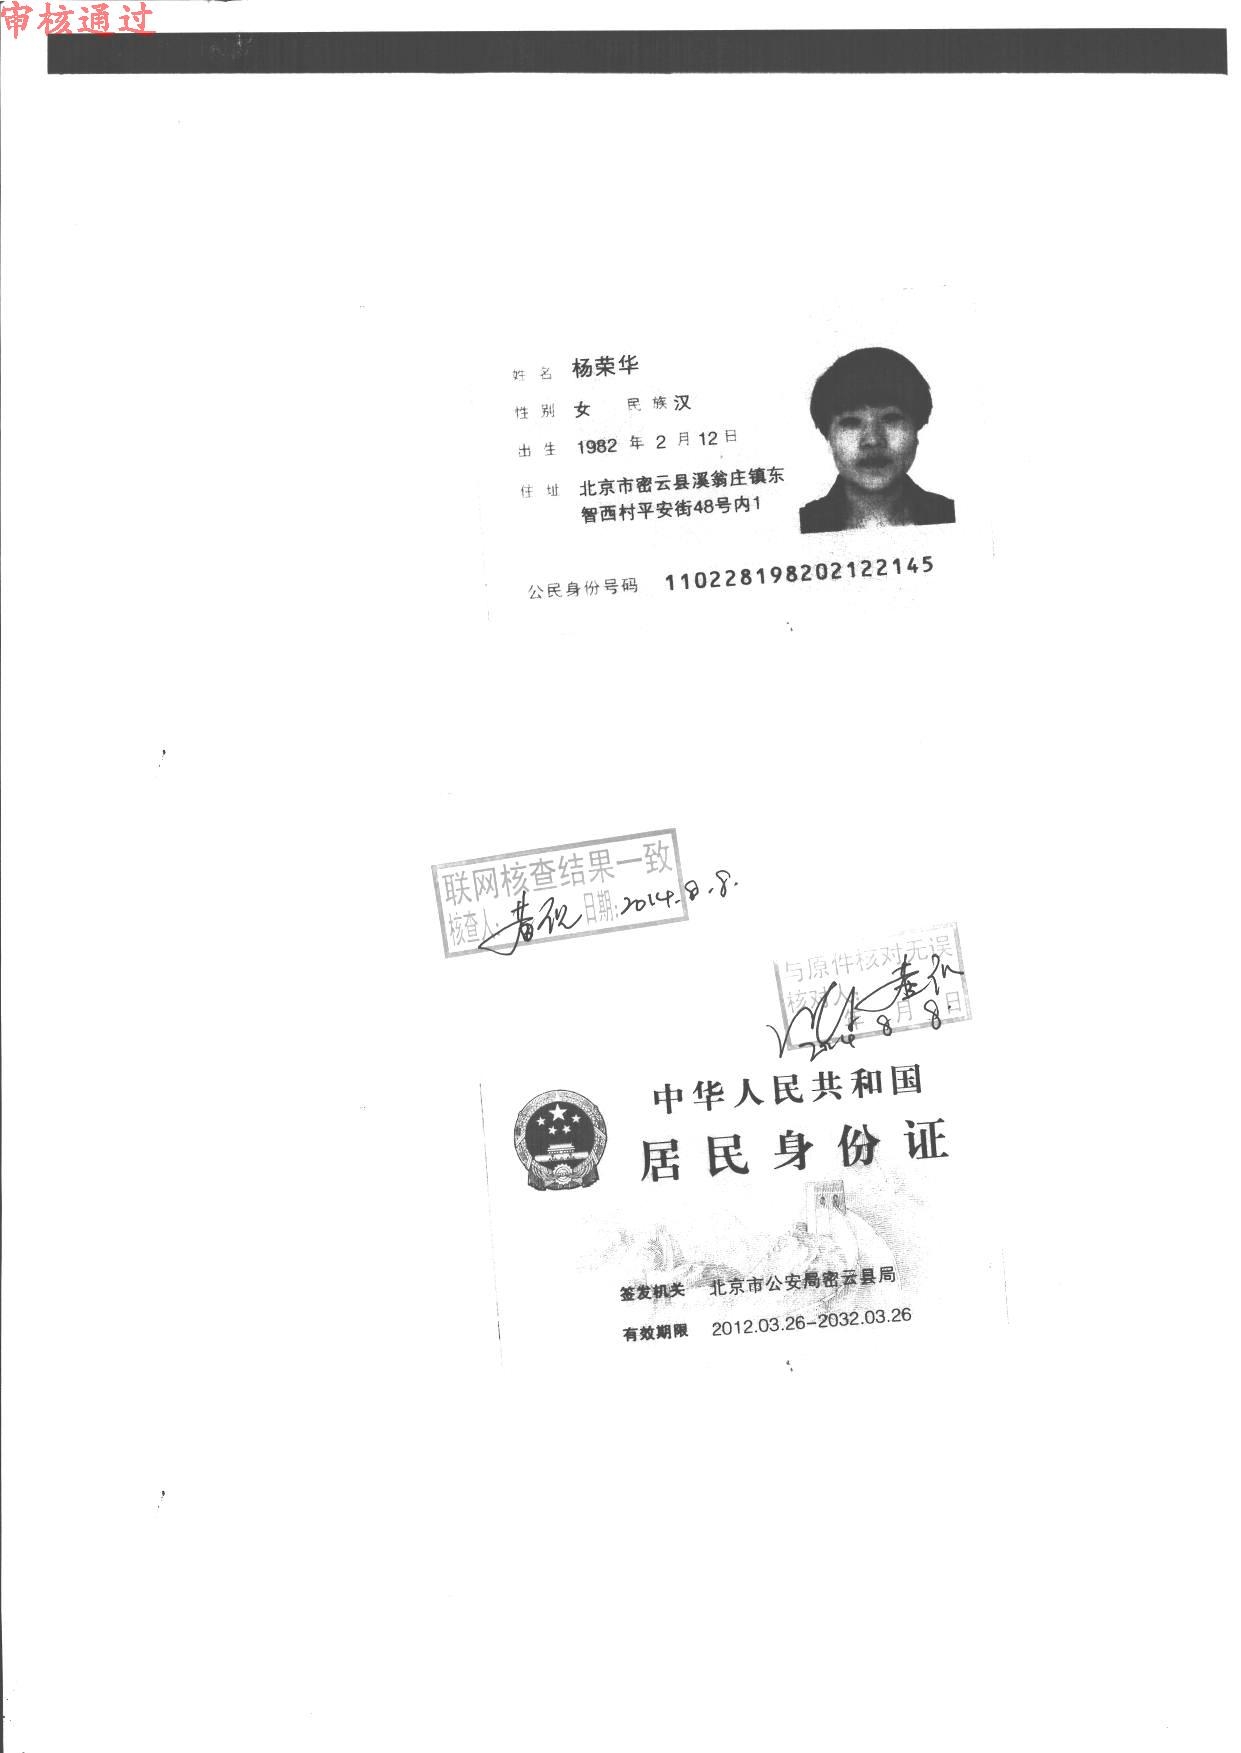 审核通过
姓名 杨荣华
性别 女 民族 汉
出生 1982 年 2 月 12 日
住址 北京市密云县溪翁庄镇东
智西村平安街48号内1
公民身份号码 110228198202122145
联网核查结果一致
核查人: 日期: 2014.8.8.
与原件核对无误
核对人:
2014 年 8 月 8 日
中华人民共和国
居民身份证
签发机关 北京市公安局密云县局
有效期限 2012.03.26-2032.03.26